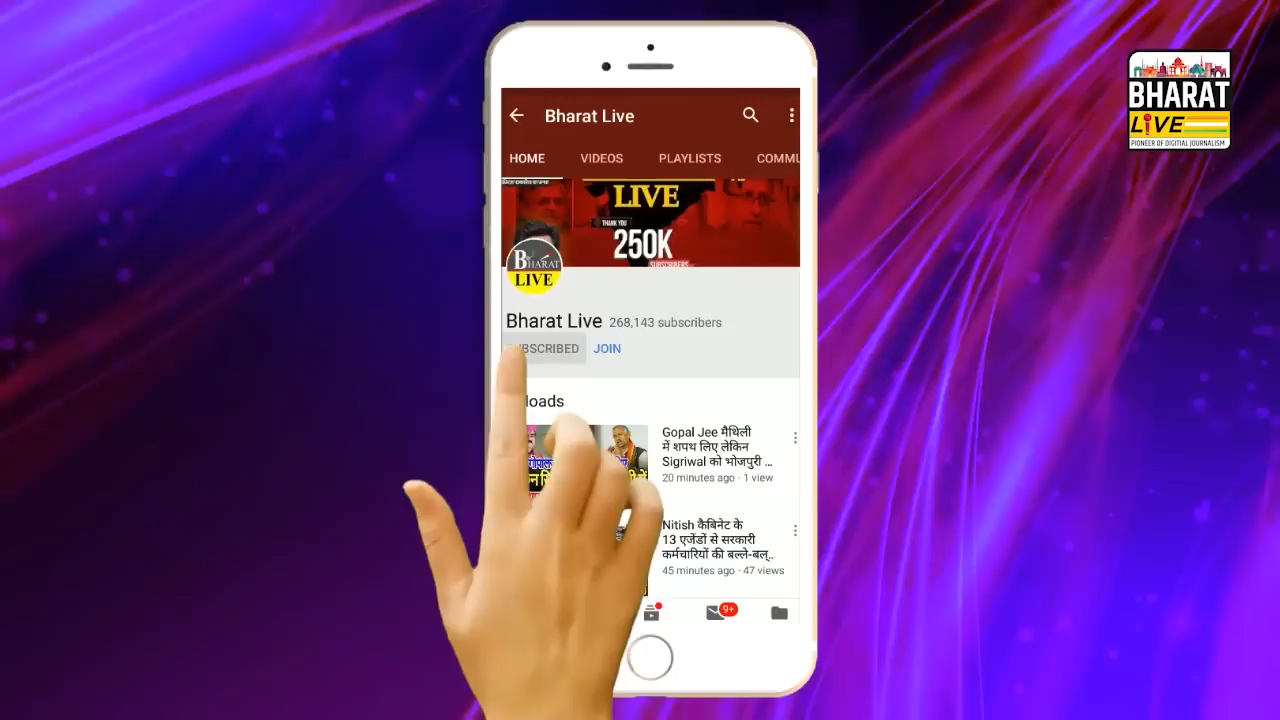 BHARAT
LIVE
PIONEER OF DIGITIAL JOURNALISM
Bharat Live
HOME VIDEOS PLAYLISTS COMMU
LIVE
THANK YOU
250K
SUBSCRIBERS
BHARAT
LIVE
Bharat Live 268,143 subscribers
UBSCRIBED JOIN
loads
Gopal Jee मैथिली
में शपथ लिए लेकिन
Sigriwal को भोजपुरी ...
20 minutes ago · 1 view
Nitish कैबिनेट के
13 एजेंडों से सरकारी
कर्मचारियों की बल्ले-बल्..
45 minutes ago · 47 views
9+